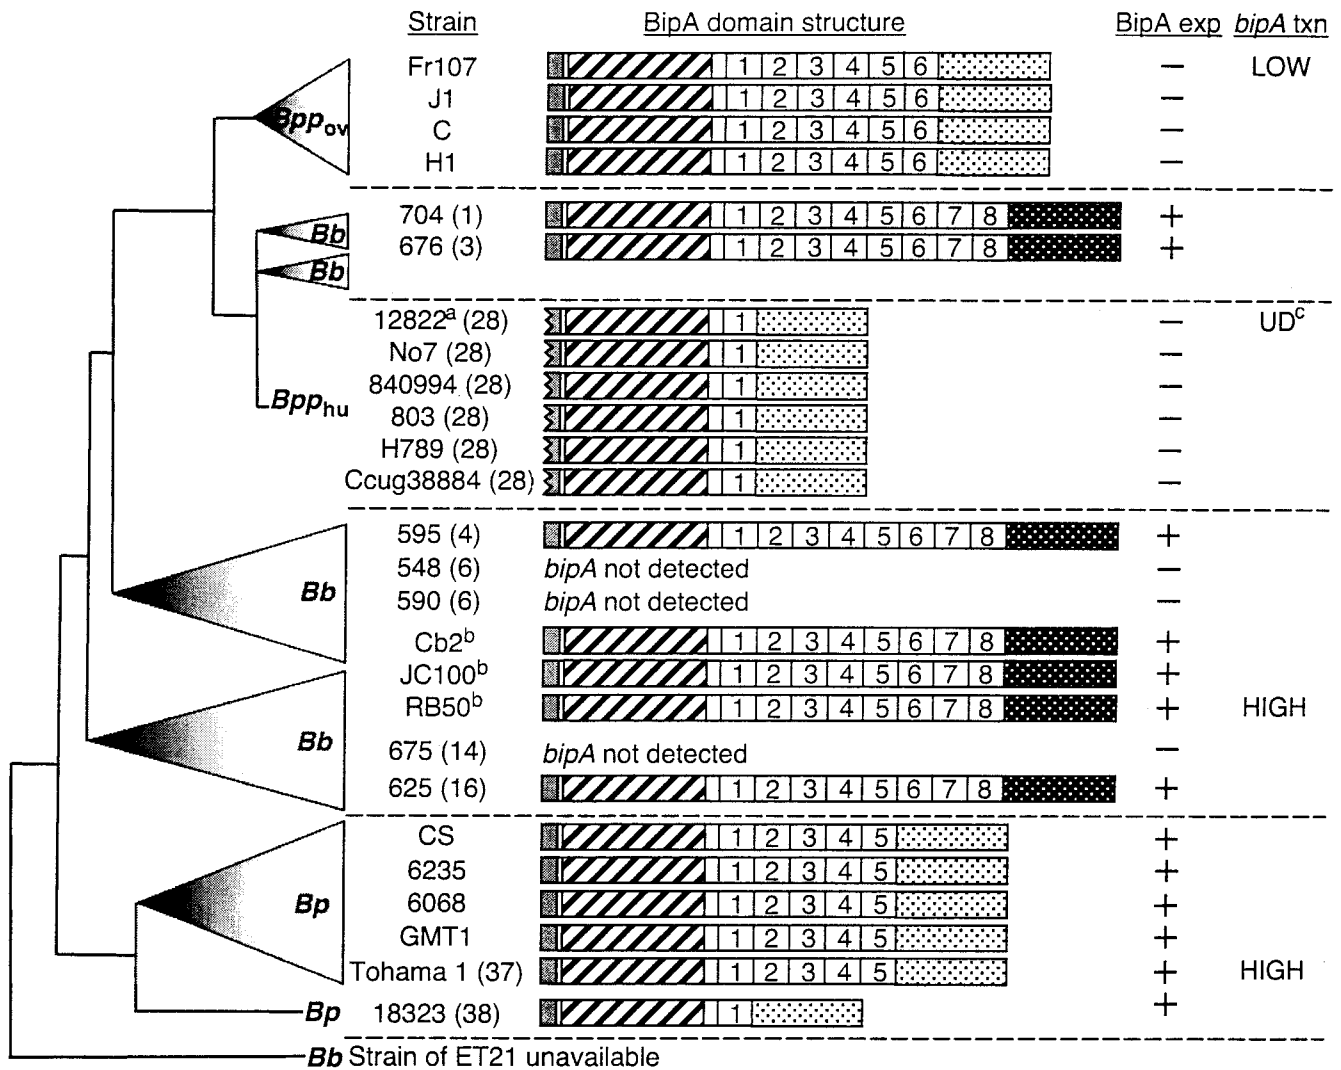 Strain BipA domain structure BipA exp bipA txn
Bpp ov
Fr107 1 2 3 4 5 6 − LOW
J1 1 2 3 4 5 6 −
C 1 2 3 4 5 6 −
H1 1 2 3 4 5 6 −
Bb
704 (1) 1 2 3 4 5 6 7 8 +
676 (3) 1 2 3 4 5 6 7 8 +
Bb
12822a (28) 1 − UDc
No7 (28) 1 −
840994 (28) 1 −
Bpphu
803 (28) 1 −
H789 (28) 1 −
Ccug38884 (28) 1 −
595 (4) 1 2 3 4 5 6 7 8 +
548 (6) bipA not detected −
Bb
590 (6) bipA not detected −
Cb2b 1 2 3 4 5 6 7 8 +
JC100b 1 2 3 4 5 6 7 8 +
RB50b 1 2 3 4 5 6 7 8 + HIGH
Bb
675 (14) bipA not detected −
625 (16) 1 2 3 4 5 6 7 8 +
CS 1 2 3 4 5 +
6235 1 2 3 4 5 +
Bp
6068 1 2 3 4 5 +
GMT1 1 2 3 4 5 +
Tohama 1 (37) 1 2 3 4 5 + HIGH
Bp 18323 (38) 1 +
Bb Strain of ET21 unavailable